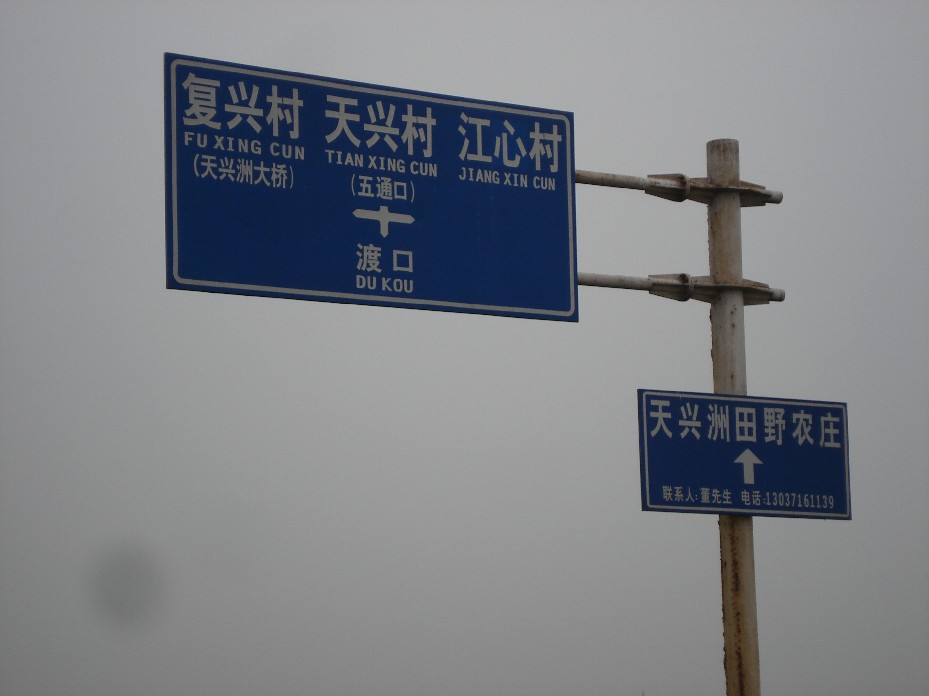 复兴村 天兴村 江心村
FU XING CUN TIAN XING CUN JIANG XIN CUN
(天兴洲大桥) (五通口)
渡口
DU KOU
天兴洲田野农庄
联系人:董先生 电话:13037161139